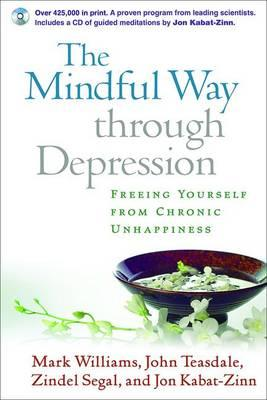 Over 425,000 in print. A proven program from leading scientists.
Includes a CD of guided meditations by Jon Kabat-Zinn.
The
Mindful Way
through
Depression
FREEING YOURSELF
FROM CHRONIC
UNHAPPINESS
Mark Williams, John Teasdale,
Zindel Segal, and Jon Kabat-Zinn